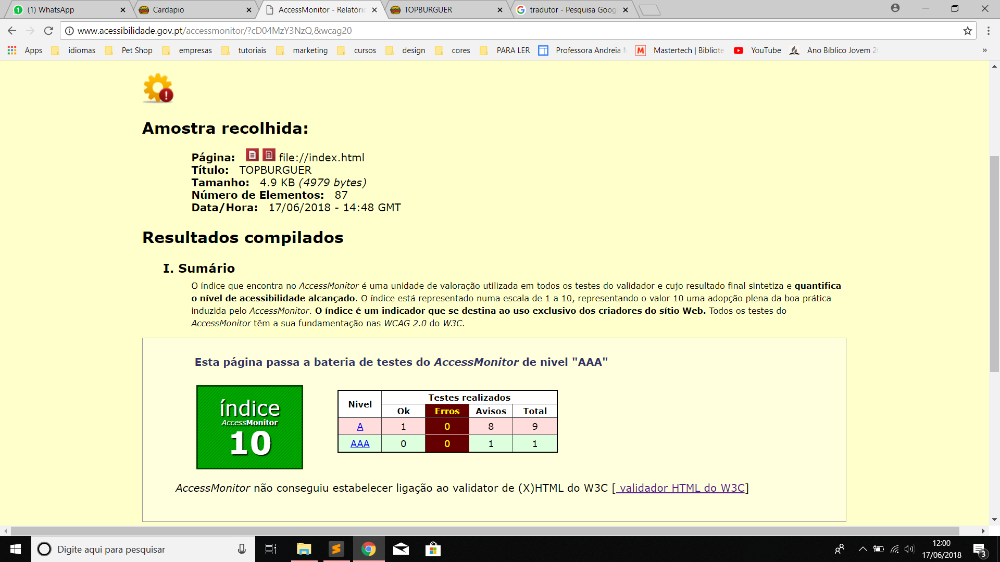 (1) WhatsApp
Cardapio
AccessMonitor - Relatóri
TOPBURGUER
tradutor - Pesquisa Goog
www.acessibilidade.gov.pt/accessmonitor/?cD04MzY3NzQ,&wcag20
Apps idiomas Pet Shop empresas tutoriais marketing cursos design cores PARA LER Professora Andreia Mastertech | Bibliote YouTube Ano Bíblico Jovem 2
»
Amostra recolhida:
Página: file://index.html
Título: TOPBURGUER
Tamanho: 4.9 KB (4979 bytes)
Número de Elementos: 87
Data/Hora: 17/06/2018 - 14:48 GMT
Resultados compilados
I. Sumário
O índice que encontra no AccessMonitor é uma unidade de valoração utilizada em todos os testes do validador e cujo resultado final sintetiza e quantifica
o nível de acessibilidade alcançado. O índice está representado numa escala de 1 a 10, representando o valor 10 uma adopção plena da boa prática
induzida pelo AccessMonitor. O índice é um indicador que se destina ao uso exclusivo dos criadores do sítio Web. Todos os testes do
AccessMonitor têm a sua fundamentação nas WCAG 2.0 do W3C.
Esta página passa a bateria de testes do AccessMonitor de nivel "AAA"
índice
AccessMonitor
10
Nivel Testes realizados
Ok Erros Avisos Total
A 1 0 8 9
AAA 0 0 1 1
AccessMonitor não conseguiu estabelecer ligação ao validator de (X)HTML do W3C [ validador HTML do W3C]
Digite aqui para pesquisar
12:00
17/06/2018
3